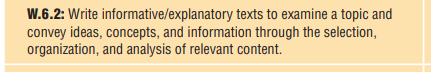 W.6.2: Write informative/explanatory texts to examine a topic and
convey ideas, concepts, and information through the selection,
organization, and analysis of relevant content.